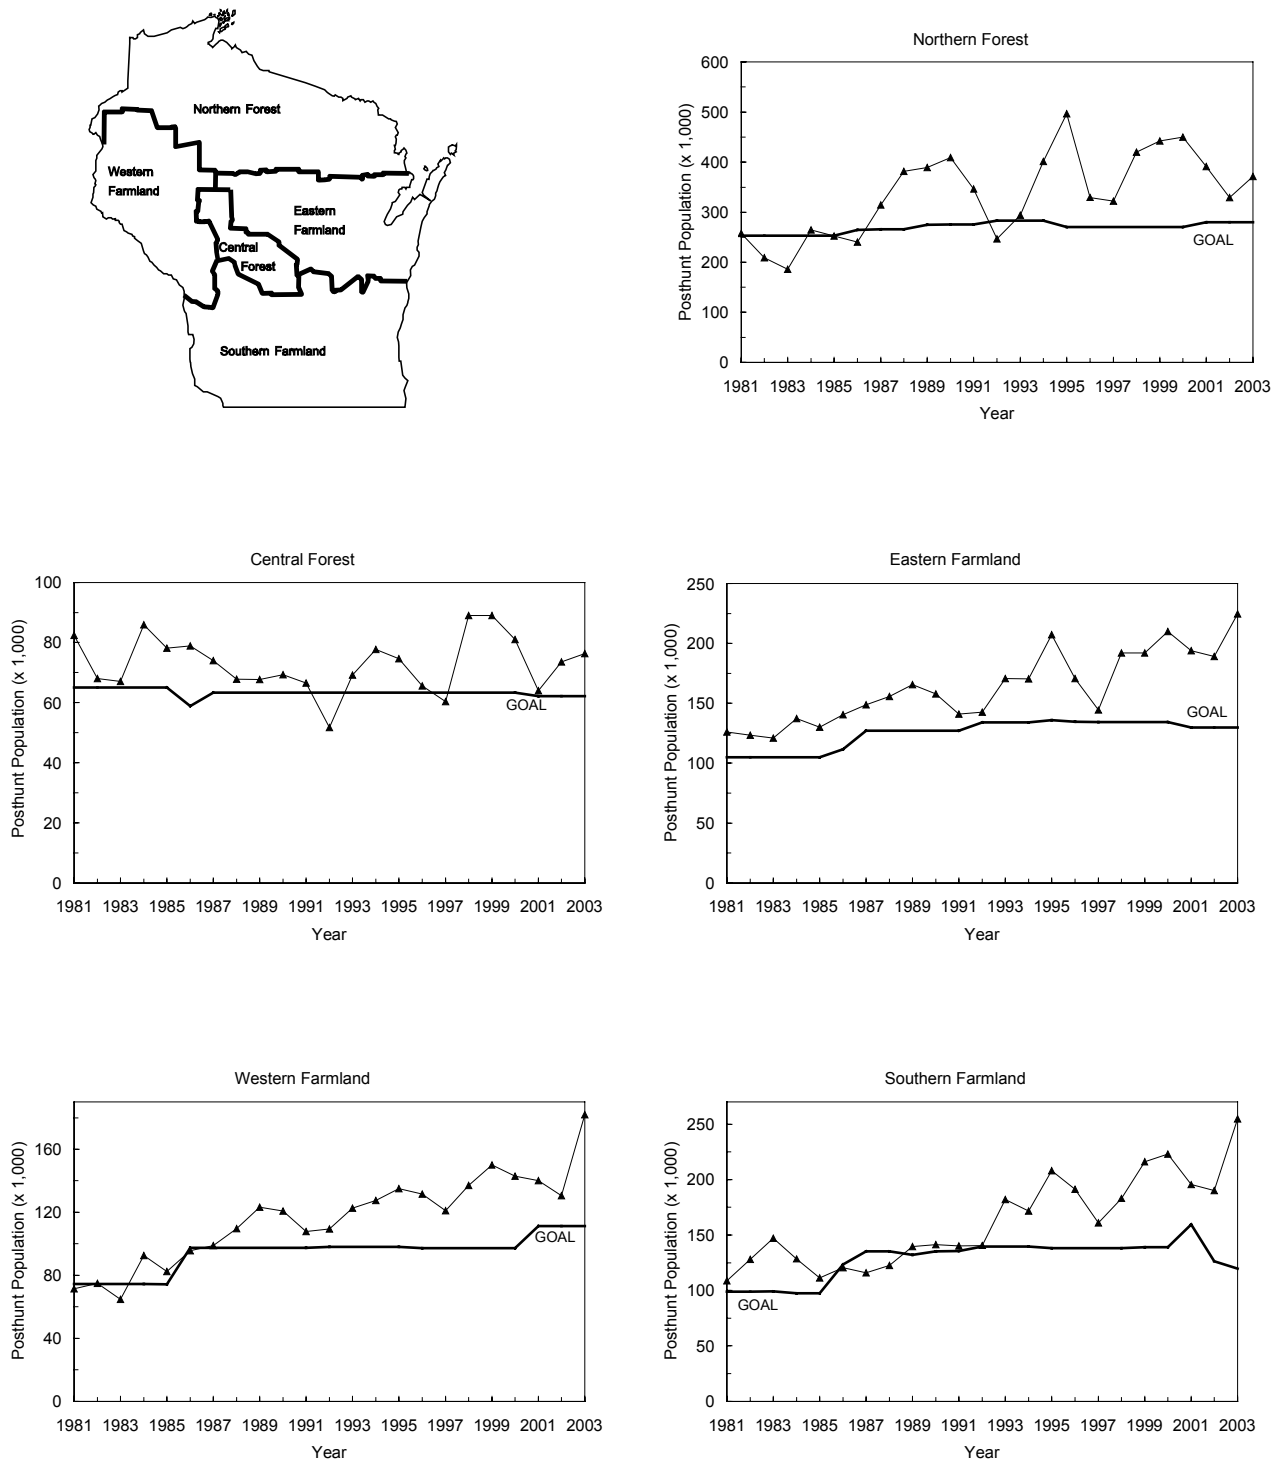 Northern Forest
Western
Farmland
Eastern
Farmland
Central
Forest
Southern Farmland
Northern Forest
Posthunt Population (x 1,000)
600
500
400
300
200
100
0
GOAL
1981 1983 1985 1987 1989 1991 1993 1995 1997 1999 2001 2003
Year
Central Forest
Posthunt Population (x 1,000)
100
80
60
40
20
0
GOAL
1981 1983 1985 1987 1989 1991 1993 1995 1997 1999 2001 2003
Year
Eastern Farmland
Posthunt Population (x 1,000)
250
200
150
100
50
0
GOAL
1981 1983 1985 1987 1989 1991 1993 1995 1997 1999 2001 2003
Year
Western Farmland
Posthunt Population (x 1,000)
160
120
80
40
0
GOAL
1981 1983 1985 1987 1989 1991 1993 1995 1997 1999 2001 2003
Year
Southern Farmland
Posthunt Population (x 1,000)
250
200
150
100
50
0
GOAL
1981 1983 1985 1987 1989 1991 1993 1995 1997 1999 2001 2003
Year